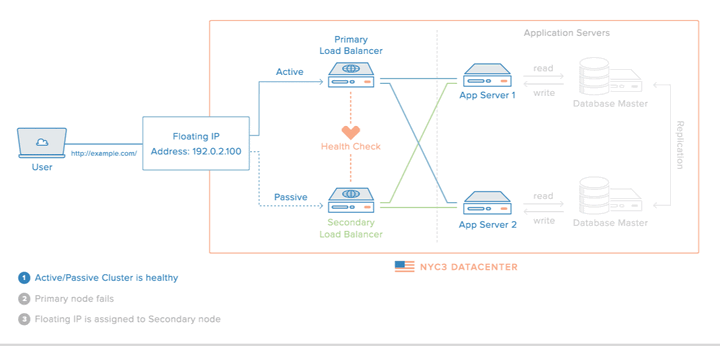 Application Servers
Primary
Load Balancer
Active
read
write
App Server 1
Database Master
Floating IP
Address: 192.0.2.100
http://example.com/
User
Health Check
Replication
Passive
read
write
Secondary
Load Balancer
App Server 2
Database Master
NYC3 DATACENTER
1 Active/Passive Cluster is healthy
2 Primary node fails
3 Floating IP is assigned to Secondary node